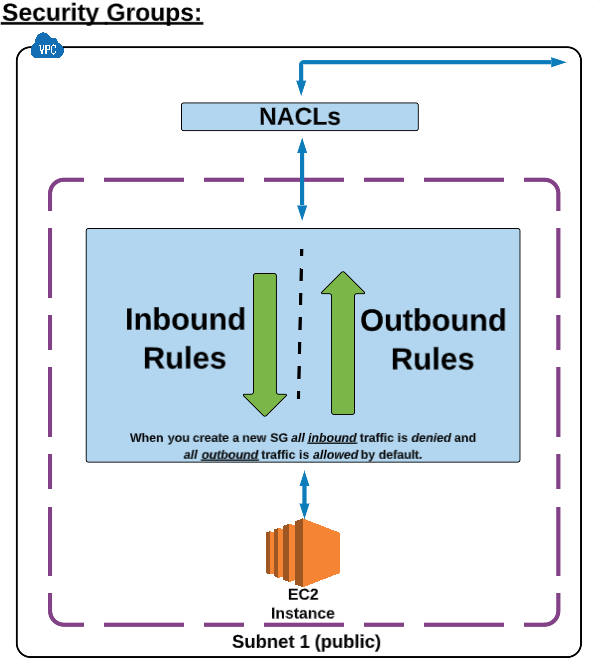 Security Groups:
VPC
NACLs
Inbound
Rules
Outbound
Rules
When you create a new SG all inbound traffic is denied and
all outbound traffic is allowed by default.
EC2
Instance
Subnet 1 (public)